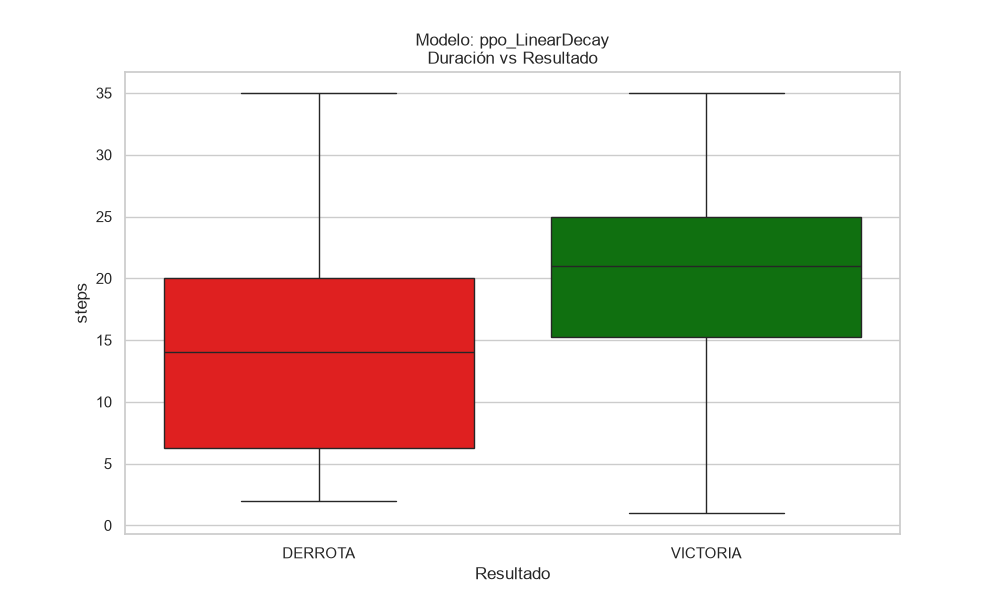 Modelo: ppo_LinearDecay
Duración vs Resultado
35
30
25
20
15
10
5
0
steps
DERROTA
VICTORIA
Resultado